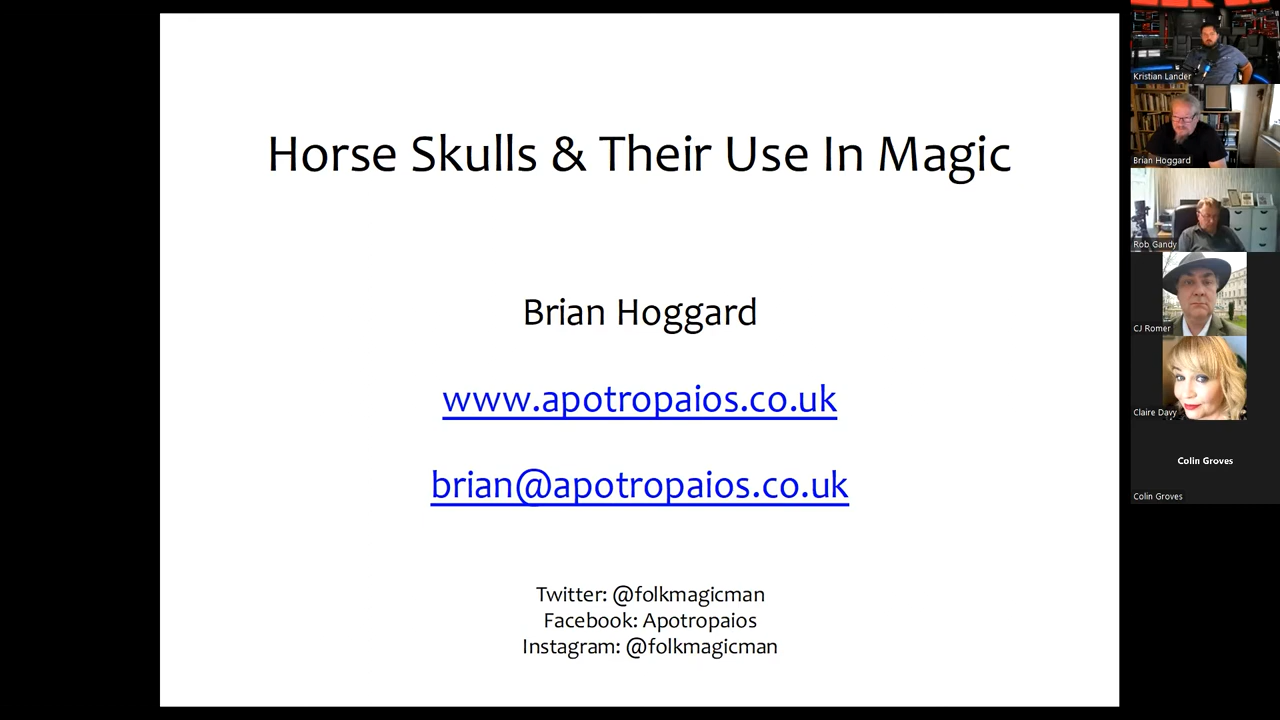 Horse Skulls & Their Use In Magic
Brian Hoggard
www.apotropaios.co.uk
brian@apotropaios.co.uk
Twitter: @folkmagicman
Facebook: Apotropaios
Instagram: @folkmagicman
Kristian Lander
Brian Hoggard
Rob Gandy
CJ Romer
Claire Davy
Colin Groves
Colin Groves